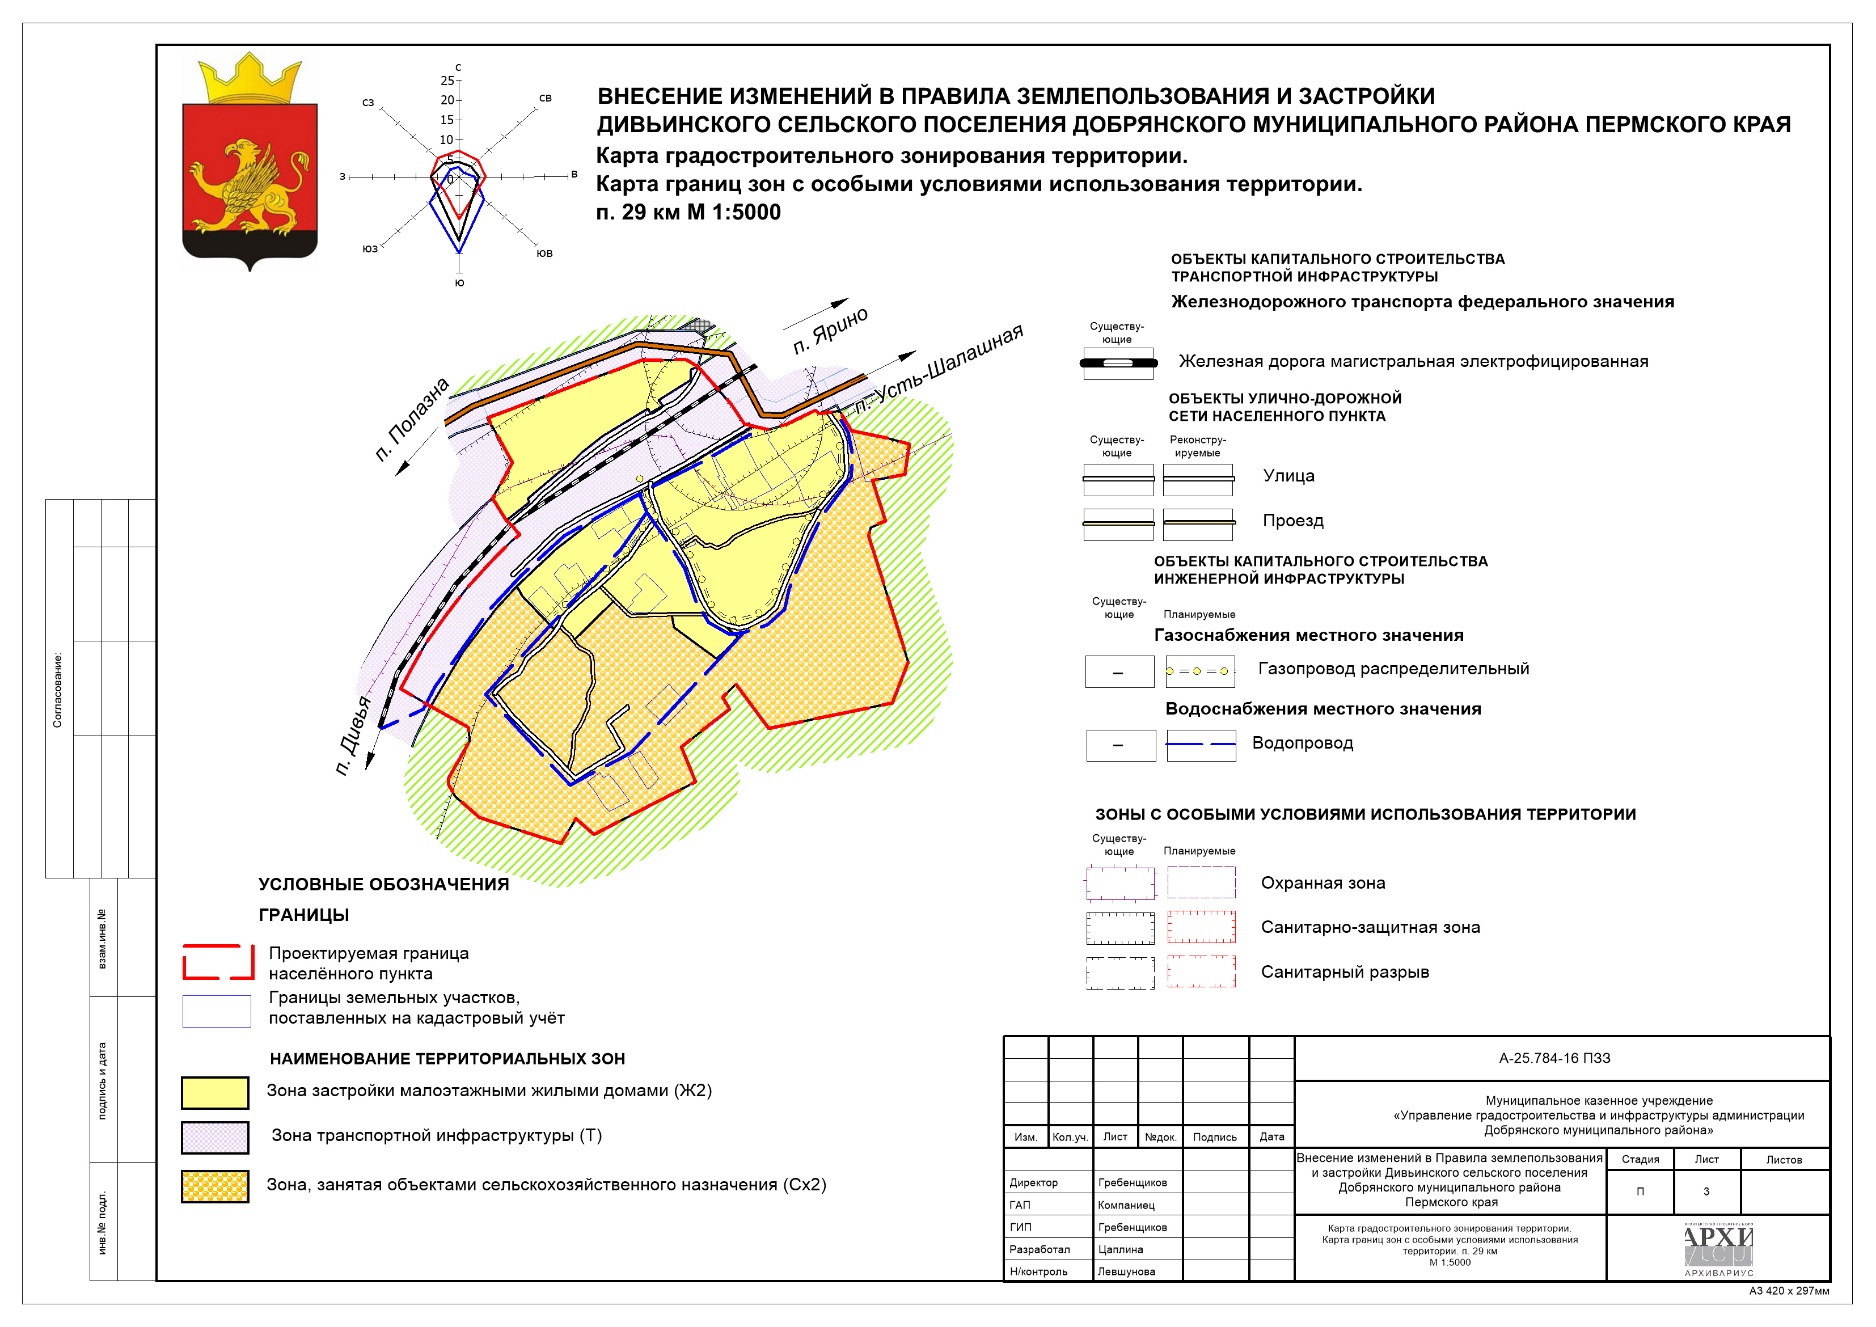 ВНЕСЕНИЕ ИЗМЕНЕНИЙ В ПРАВИЛА ЗЕМЛЕПОЛЬЗОВАНИЯ И ЗАСТРОЙКИ
ДИВЬИНСКОГО СЕЛЬСКОГО ПОСЕЛЕНИЯ ДОБРЯНСКОГО МУНИЦИПАЛЬНОГО РАЙОНА ПЕРМСКОГО КРАЯ
Карта градостроительного зонирования территории.
Карта границ зон с особыми условиями использования территории.
п. 29 км М 1:5000
С
СВ
В
ЮВ
Ю
ЮЗ
З
СЗ
25
20
15
10
5
0
п. Ярино
п. Усть-Шалашная
п. Полазна
п. Дивья
ОБЪЕКТЫ КАПИТАЛЬНОГО СТРОИТЕЛЬСТВА
ТРАНСПОРТНОЙ ИНФРАСТРУКТУРЫ
Железнодорожного транспорта федерального значения
Существу-
ющие
Железная дорога магистральная электрофицированная
ОБЪЕКТЫ УЛИЧНО-ДОРОЖНОЙ
СЕТИ НАСЕЛЕННОГО ПУНКТА
Существу-
ющие
Реконстру-
ируемые
Улица
Проезд
ОБЪЕКТЫ КАПИТАЛЬНОГО СТРОИТЕЛЬСТВА
ИНЖЕНЕРНОЙ ИНФРАСТРУКТУРЫ
Существу-
ющие
Планируемые
Газоснабжения местного значения
Газопровод распределительный
Водоснабжения местного значения
Водопровод
ЗОНЫ С ОСОБЫМИ УСЛОВИЯМИ ИСПОЛЬЗОВАНИЯ ТЕРРИТОРИИ
Существу-
ющие
Планируемые
Охранная зона
Санитарно-защитная зона
Санитарный разрыв
УСЛОВНЫЕ ОБОЗНАЧЕНИЯ
ГРАНИЦЫ
Проектируемая граница
населённого пункта
Границы земельных участков,
поставленных на кадастровый учёт
НАИМЕНОВАНИЕ ТЕРРИТОРИАЛЬНЫХ ЗОН
Зона застройки малоэтажными жилыми домами (Ж2)
Зона транспортной инфраструктуры (Т)
Зона, занятая объектами сельскохозяйственного назначения (Сх2)
Согласование:
взам.инв.№
подпись и дата
инв.№ подл.
А-25.784-16 ПЗЗ
Муниципальное казенное учреждение
«Управление градостроительства и инфраструктуры администрации
Добрянского муниципального района»
Изм. Кол.уч. Лист №док. Подпись Дата
Внесение изменений в Правила землепользования
и застройки Дивьинского сельского поселения
Добрянского муниципального района
Пермского края
Стадия Лист Листов
П 3
Директор Гребенщиков
ГАП Компаниец
ГИП Гребенщиков
Разработал Цаплина
Н/контроль Левшунова
Карта градостроительного зонирования территории.
Карта границ зон с особыми условиями использования
территории. п. 29 км
М 1:5000
АРХИ
АРХИВАРИУС
А3 420 х 297мм